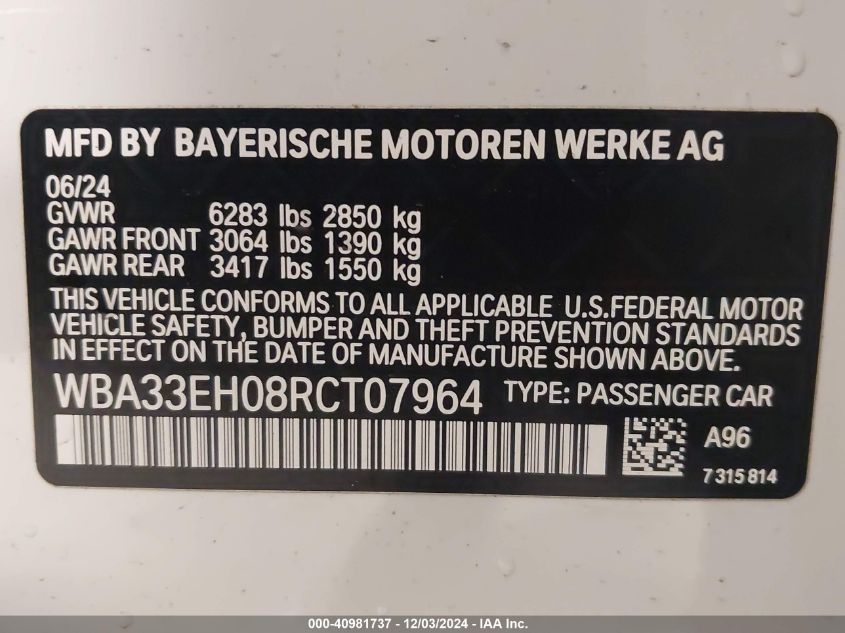 MFD BY BAYERISCHE MOTOREN WERKE AG
06/24
GVWR 6283 lbs 2850 kg
GAWR FRONT 3064 lbs 1390 kg
GAWR REAR 3417 lbs 1550 kg
THIS VEHICLE CONFORMS TO ALL APPLICABLE U.S.FEDERAL MOTOR
VEHICLE SAFETY, BUMPER AND THEFT PREVENTION STANDARDS
IN EFFECT ON THE DATE OF MANUFACTURE SHOWN ABOVE.
WBA33EH08RCT07964 TYPE: PASSENGER CAR
A96
7 315 814
000-40981737 - 12/03/2024 - IAA Inc.